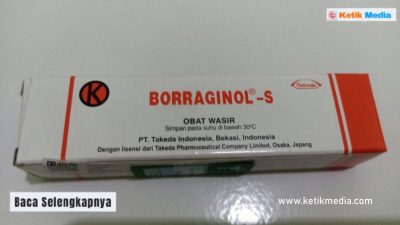 Ketik Media
K
BORRAGINOL®-S
Takeda
OBAT WASIR
Simpan pada suhu di bawah 30°C
PT. Takeda Indonesia, Bekasi, Indonesia
Dengan lisensi dari Takeda Pharmaceutical Company Limited, Osaka, Jepang
Baca Selengkapnya
www.ketikmedia.com